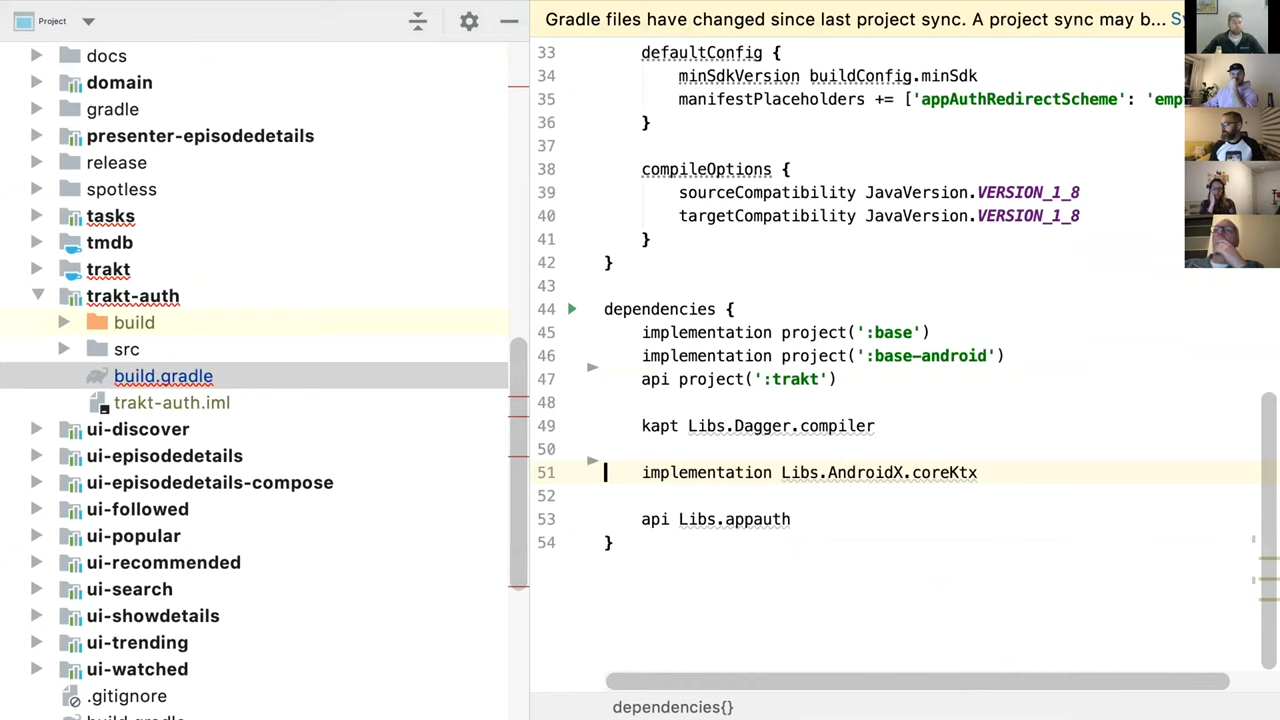 Project
docs
domain
gradle
presenter-episodedetails
release
spotless
tasks
tmdb
trakt
trakt-auth
build
src
build.gradle
trakt-auth.iml
ui-discover
ui-episodedetails
ui-episodedetails-compose
ui-followed
ui-popular
ui-recommended
ui-search
ui-showdetails
ui-trending
ui-watched
.gitignore
build.gradle
Gradle files have changed since last project sync. A project sync may b... Sy
33 defaultConfig {
34 minSdkVersion buildConfig.minSdk
35 manifestPlaceholders += ['appAuthRedirectScheme': 'emp
36 }
37
38 compileOptions {
39 sourceCompatibility JavaVersion.VERSION_1_8
40 targetCompatibility JavaVersion.VERSION_1_8
41 }
42 }
43
44 dependencies {
45 implementation project(':base')
46 implementation project(':base-android')
47 api project(':trakt')
48
49 kapt Libs.Dagger.compiler
50
51 implementation Libs.AndroidX.coreKtx
52
53 api Libs.appauth
54 }
dependencies{}